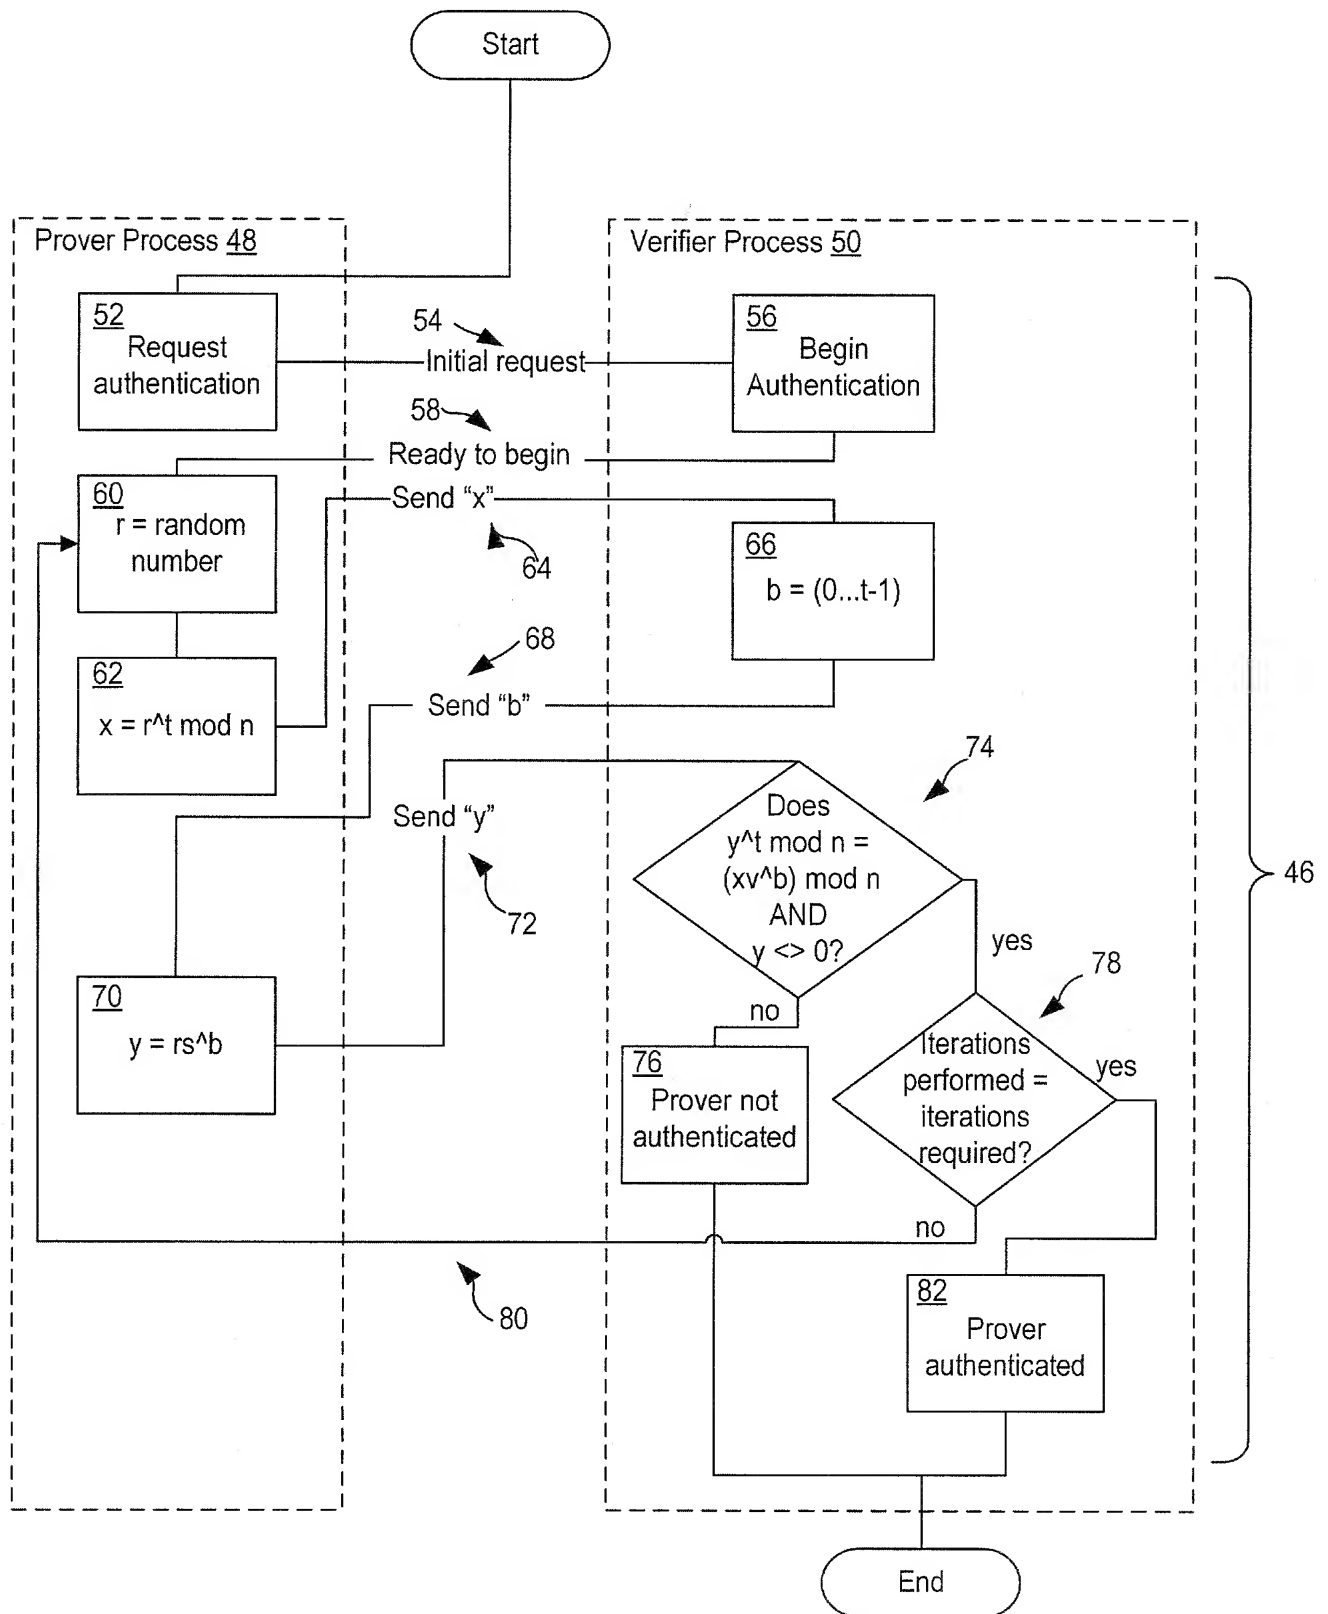 Start
Prover Process 48
Verifier Process 50
52
Request
authentication
54
Initial request
56
Begin
Authentication
58
Ready to begin
60
r = random
number
Send “x”
64
66
b = (0...t-1)
62
x = r^t mod n
68
Send “b”
Send “y”
72
74
Does
y^t mod n =
(xv^b) mod n
AND
y <> 0?
yes
no
46
70
y = rs^b
76
Prover not
authenticated
78
Iterations
performed =
iterations
required?
yes
no
80
82
Prover
authenticated
End